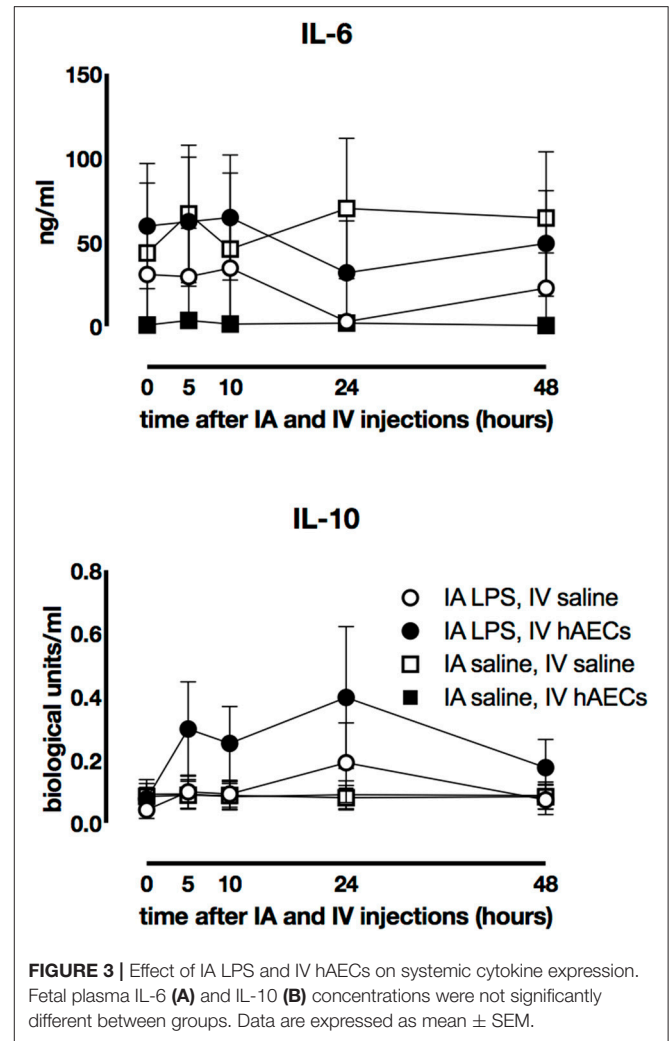 IL-6
150
100
50
0
ng/ml
0 5 10 24 48
time after IA and IV injections (hours)
IL-10
0.8
0.6
0.4
0.2
0.0
biological units/ml
IA LPS, IV saline
IA LPS, IV hAECs
IA saline, IV saline
IA saline, IV hAECs
0 5 10 24 48
time after IA and IV injections (hours)
FIGURE 3 | Effect of IA LPS and IV hAECs on systemic cytokine expression.
Fetal plasma IL-6 (A) and IL-10 (B) concentrations were not significantly
different between groups. Data are expressed as mean ± SEM.